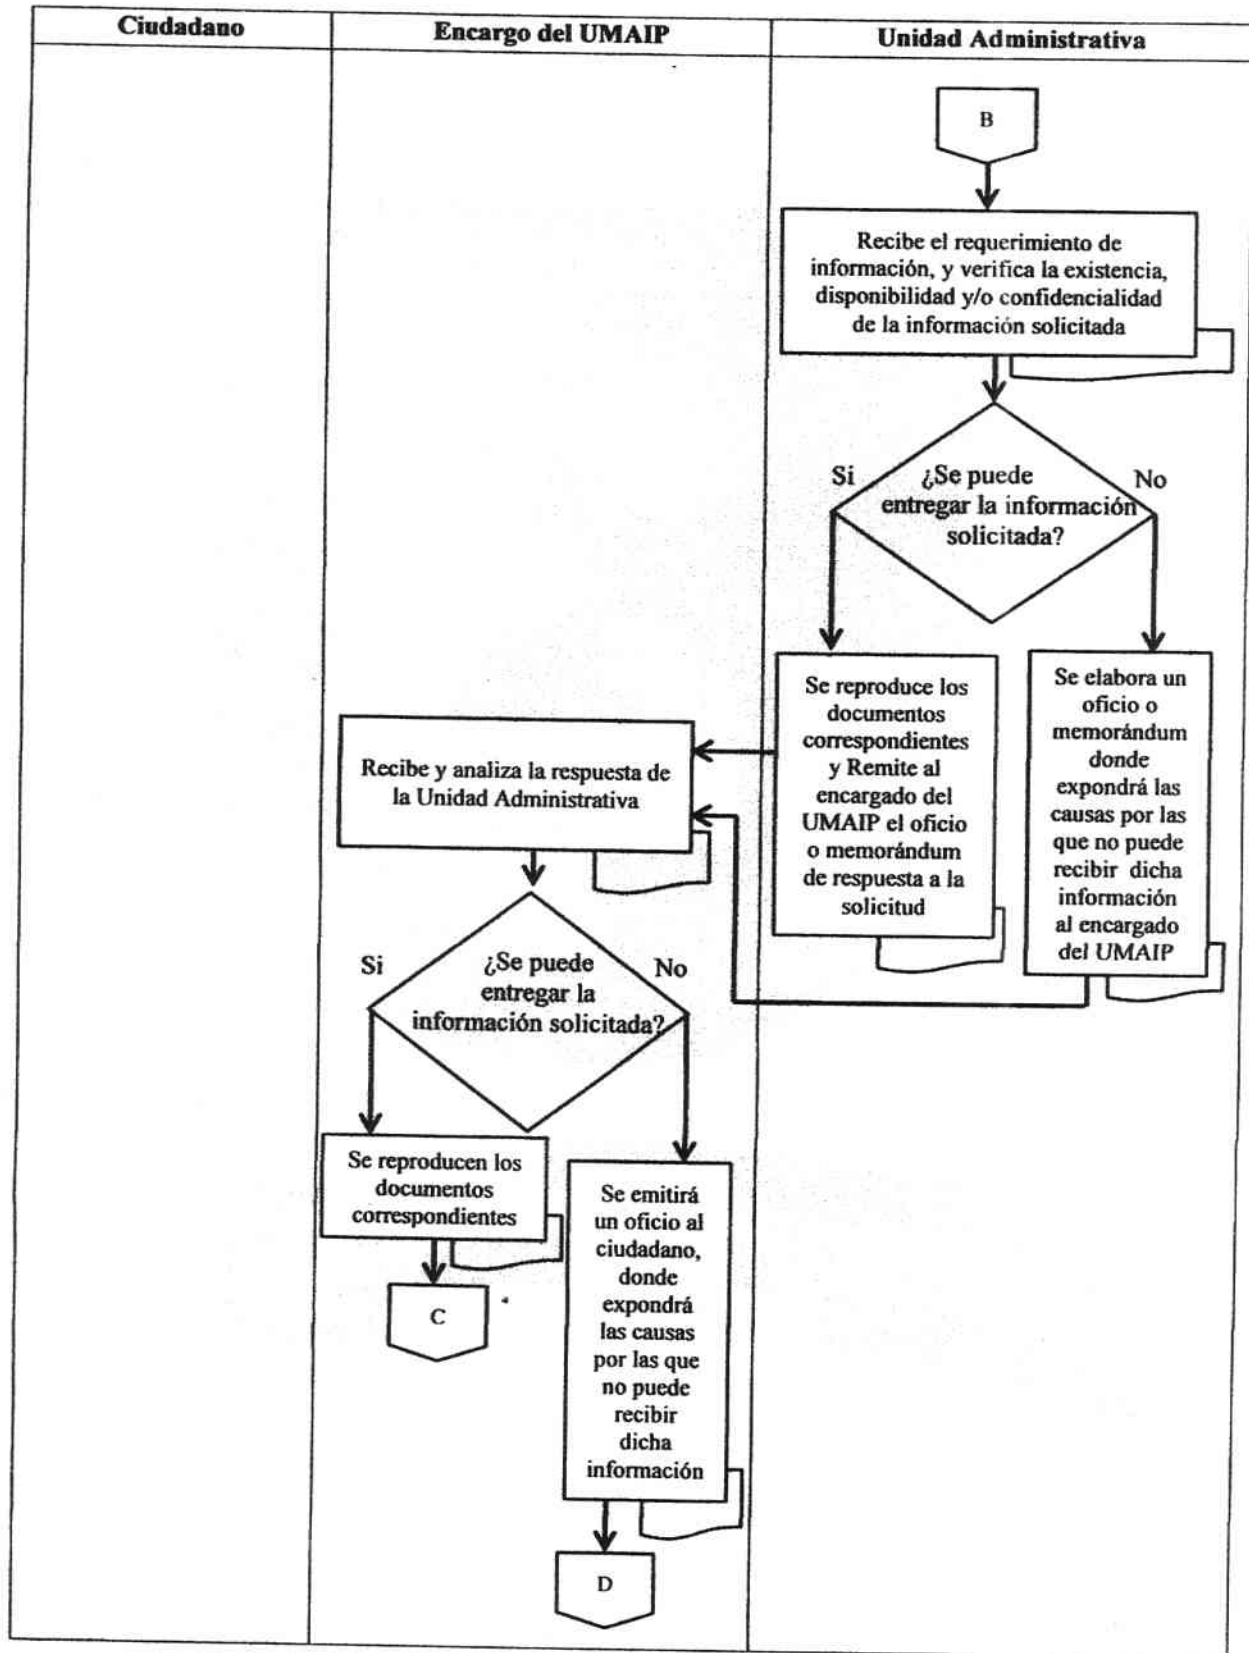 Ciudadano
Encargo del UMAIP
Unidad Administrativa
B
Recibe el requerimiento de
información, y verifica la existencia,
disponibilidad y/o confidencialidad
de la información solicitada
Si
¿Se puede
entregar la información
solicitada?
No
Se reproduce los
documentos
correspondientes
y Remite al
encargado del
UMAIP el oficio
o memorándum
de respuesta a la
solicitud
Se elabora un
oficio o
memorándum
donde
expondrá las
causas por las
que no puede
recibir dicha
información
al encargado
del UMAIP
Recibe y analiza la respuesta de
la Unidad Administrativa
Si
¿Se puede
entregar la
información solicitada?
No
Se reproducen los
documentos
correspondientes
C
Se emitirá
un oficio al
ciudadano,
donde
expondrá
las causas
por las que
no puede
recibir
dicha
información
D